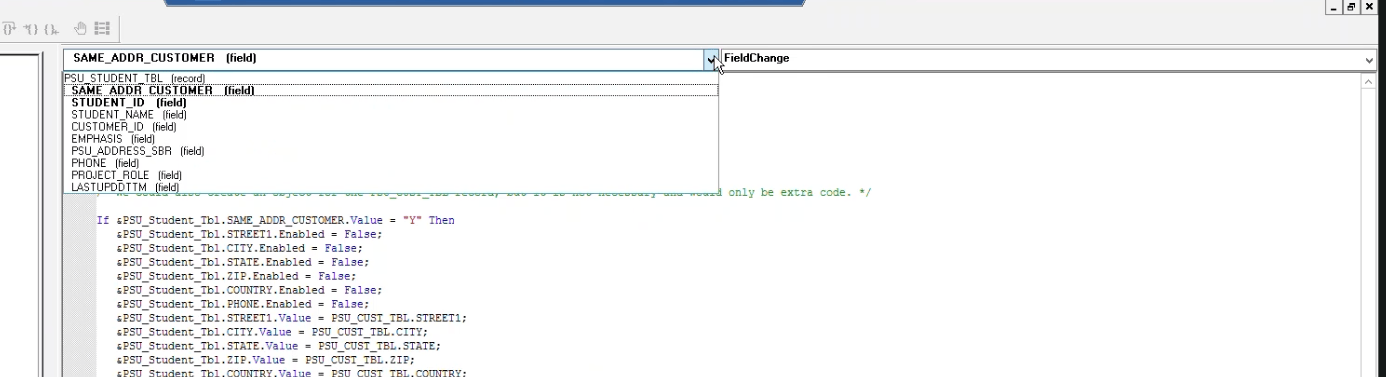 SAME_ADDR_CUSTOMER (field)
FieldChange
PSU_STUDENT_TBL (record)
SAME_ADDR_CUSTOMER (field)
STUDENT_ID (field)
STUDENT_NAME (field)
CUSTOMER_ID (field)
EMPHASIS (field)
PSU_ADDRESS_SBR (field)
PHONE (field)
PROJECT_ROLE (field)
LASTUPDDTTM (field)
only be extra code. */
If &PSU_Student_Tbl.SAME_ADDR_CUSTOMER.Value = "Y" Then
&PSU_Student_Tbl.STREET1.Enabled = False;
&PSU_Student_Tbl.CITY.Enabled = False;
&PSU_Student_Tbl.STATE.Enabled = False;
&PSU_Student_Tbl.ZIP.Enabled = False;
&PSU_Student_Tbl.COUNTRY.Enabled = False;
&PSU_Student_Tbl.PHONE.Enabled = False;
&PSU_Student_Tbl.STREET1.Value = PSU_CUST_TBL.STREET1;
&PSU_Student_Tbl.CITY.Value = PSU_CUST_TBL.CITY;
&PSU_Student_Tbl.STATE.Value = PSU_CUST_TBL.STATE;
&PSU_Student_Tbl.ZIP.Value = PSU_CUST_TBL.ZIP;
&PSU_Student_Tbl.COUNTRY.Value = PSU_CUST_TBL.COUNTRY;